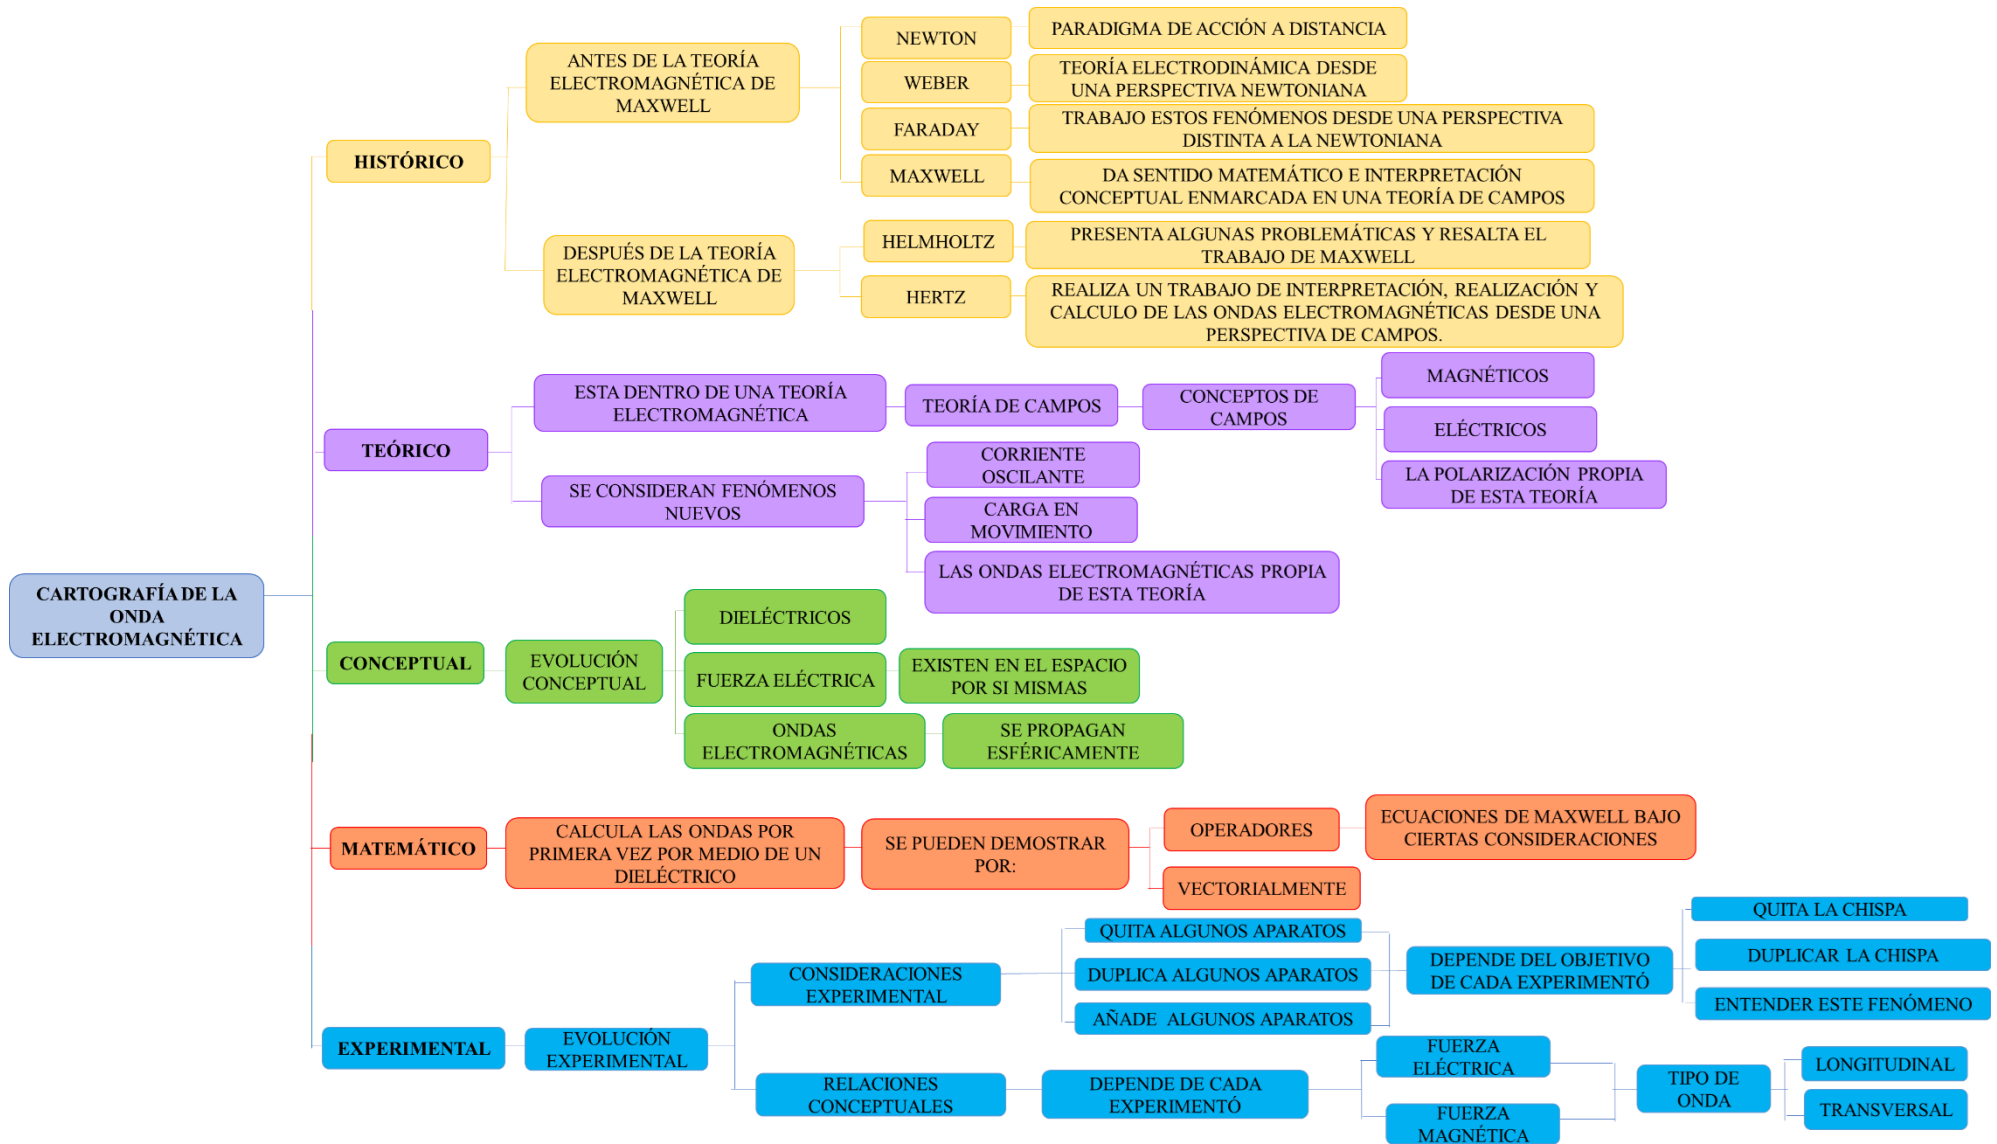 CARTOGRAFÍA DE LA
ONDA
ELECTROMAGNÉTICA
HISTÓRICO
ANTES DE LA TEORÍA
ELECTROMAGNÉTICA DE
MAXWELL
NEWTON
PARADIGMA DE ACCIÓN A DISTANCIA
WEBER
TEORÍA ELECTRODINÁMICA DESDE
UNA PERSPECTIVA NEWTONIANA
FARADAY
TRABAJO ESTOS FENÓMENOS DESDE UNA PERSPECTIVA
DISTINTA A LA NEWTONIANA
MAXWELL
DA SENTIDO MATEMÁTICO E INTERPRETACIÓN
CONCEPTUAL ENMARCADA EN UNA TEORÍA DE CAMPOS
DESPUÉS DE LA TEORÍA
ELECTROMAGNÉTICA DE
MAXWELL
HELMHOLTZ
PRESENTA ALGUNAS PROBLEMÁTICAS Y RESALTA EL
TRABAJO DE MAXWELL
HERTZ
REALIZA UN TRABAJO DE INTERPRETACIÓN, REALIZACIÓN Y
CALCULO DE LAS ONDAS ELECTROMAGNÉTICAS DESDE UNA
PERSPECTIVA DE CAMPOS.
TEÓRICO
ESTA DENTRO DE UNA TEORÍA
ELECTROMAGNÉTICA
TEORÍA DE CAMPOS
CONCEPTOS DE
CAMPOS
MAGNÉTICOS
ELÉCTRICOS
LA POLARIZACIÓN PROPIA
DE ESTA TEORÍA
SE CONSIDERAN FENÓMENOS
NUEVOS
CORRIENTE
OSCILANTE
CARGA EN
MOVIMIENTO
LAS ONDAS ELECTROMAGNÉTICAS PROPIA
DE ESTA TEORÍA
CONCEPTUAL
EVOLUCIÓN
CONCEPTUAL
DIELÉCTRICOS
FUERZA ELÉCTRICA
EXISTEN EN EL ESPACIO
POR SI MISMAS
ONDAS
ELECTROMAGNÉTICAS
SE PROPAGAN
ESFÉRICAMENTE
MATEMÁTICO
CALCULA LAS ONDAS POR
PRIMERA VEZ POR MEDIO DE UN
DIELÉCTRICO
SE PUEDEN DEMOSTRAR
POR:
OPERADORES
ECUACIONES DE MAXWELL BAJO
CIERTAS CONSIDERACIONES
VECTORIALMENTE
EXPERIMENTAL
EVOLUCIÓN
EXPERIMENTAL
CONSIDERACIONES
EXPERIMENTAL
QUITA ALGUNOS APARATOS
DUPLICA ALGUNOS APARATOS
AÑADE ALGUNOS APARATOS
DEPENDE DEL OBJETIVO
DE CADA EXPERIMENTÓ
QUITA LA CHISPA
DUPLICAR LA CHISPA
ENTENDER ESTE FENÓMENO
RELACIONES
CONCEPTUALES
DEPENDE DE CADA
EXPERIMENTÓ
FUERZA
ELÉCTRICA
FUERZA
MAGNÉTICA
TIPO DE
ONDA
LONGITUDINAL
TRANSVERSAL